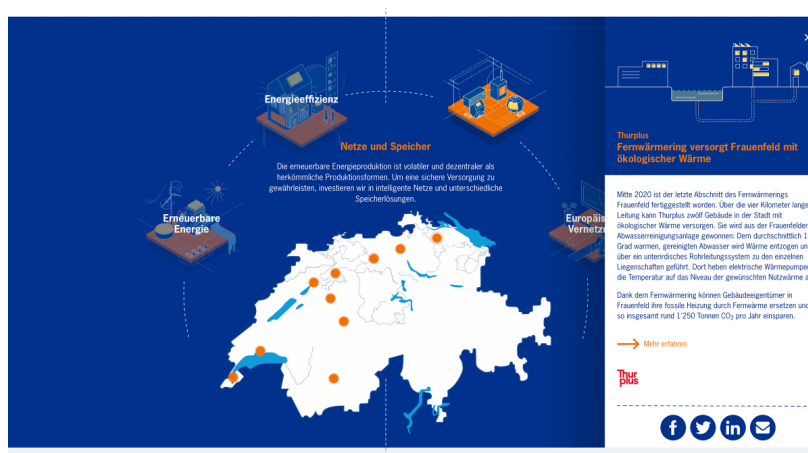 Energieeffizienz
Netze und Speicher
Die erneuerbare Energieproduktion ist volatiler und dezentraler als
herkömmliche Produktionsformen. Um eine sichere Versorgung zu
gewährleisten, investieren wir in intelligente Netze und unterschiedliche
Speicherlösungen.
Erneuerbare
Energie
Europäis
Vernetzu
Thurplus
Fernwärmering versorgt Frauenfeld mit
ökologischer Wärme
Mitte 2020 ist der letzte Abschnitt des Fernwärmerings
Frauenfeld fertiggestellt worden. Über die vier Kilometer lange
Leitung kann Thurplus zwölf Gebäude in der Stadt mit
ökologischer Wärme versorgen. Sie wird aus der Frauenfelder
Abwasserreinigungsanlage gewonnen: Dem durchschnittlich 1
Grad warmen, gereinigten Abwasser wird Wärme entzogen un
über ein unterirdisches Rohrleitungssystem zu den einzelnen
Liegenschaften geführt. Dort heben elektrische Wärmepumpen
die Temperatur auf das Niveau der gewünschten Nutzwärme a
Dank dem Fernwärmering können Gebäudeeigentümer in
Frauenfeld ihre fossile Heizung durch Fernwärme ersetzen und
so insgesamt rund 1'250 Tonnen CO₂ pro Jahr einsparen.
Mehr erfahren
Thur
plus